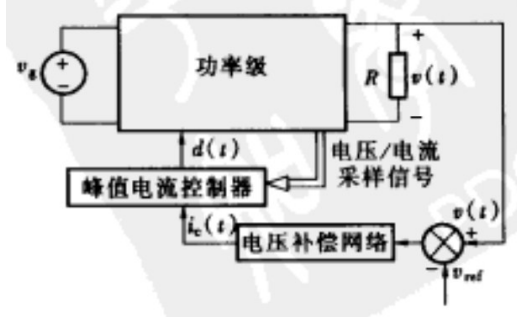 功率级
v_g
+
−
R
+
v(t)
−
d(t)
电压/电流
采样信号
峰值电流控制器
i_c(t)
电压补偿网络
v(t)
+
−
v_ref